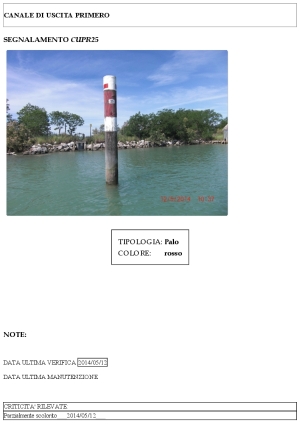 CANALE DI USCITA PRIMERO
SEGNALAMENTO CUPR25
TIPOLOGIA: Palo
COLORE: rosso
NOTE:
DATA ULTIMA VERIFICA 2014/05/12
DATA ULTIMA MANUTENZIONE
CRITICITA' RILEVATE
Parzialmente scolorito 2014/05/12